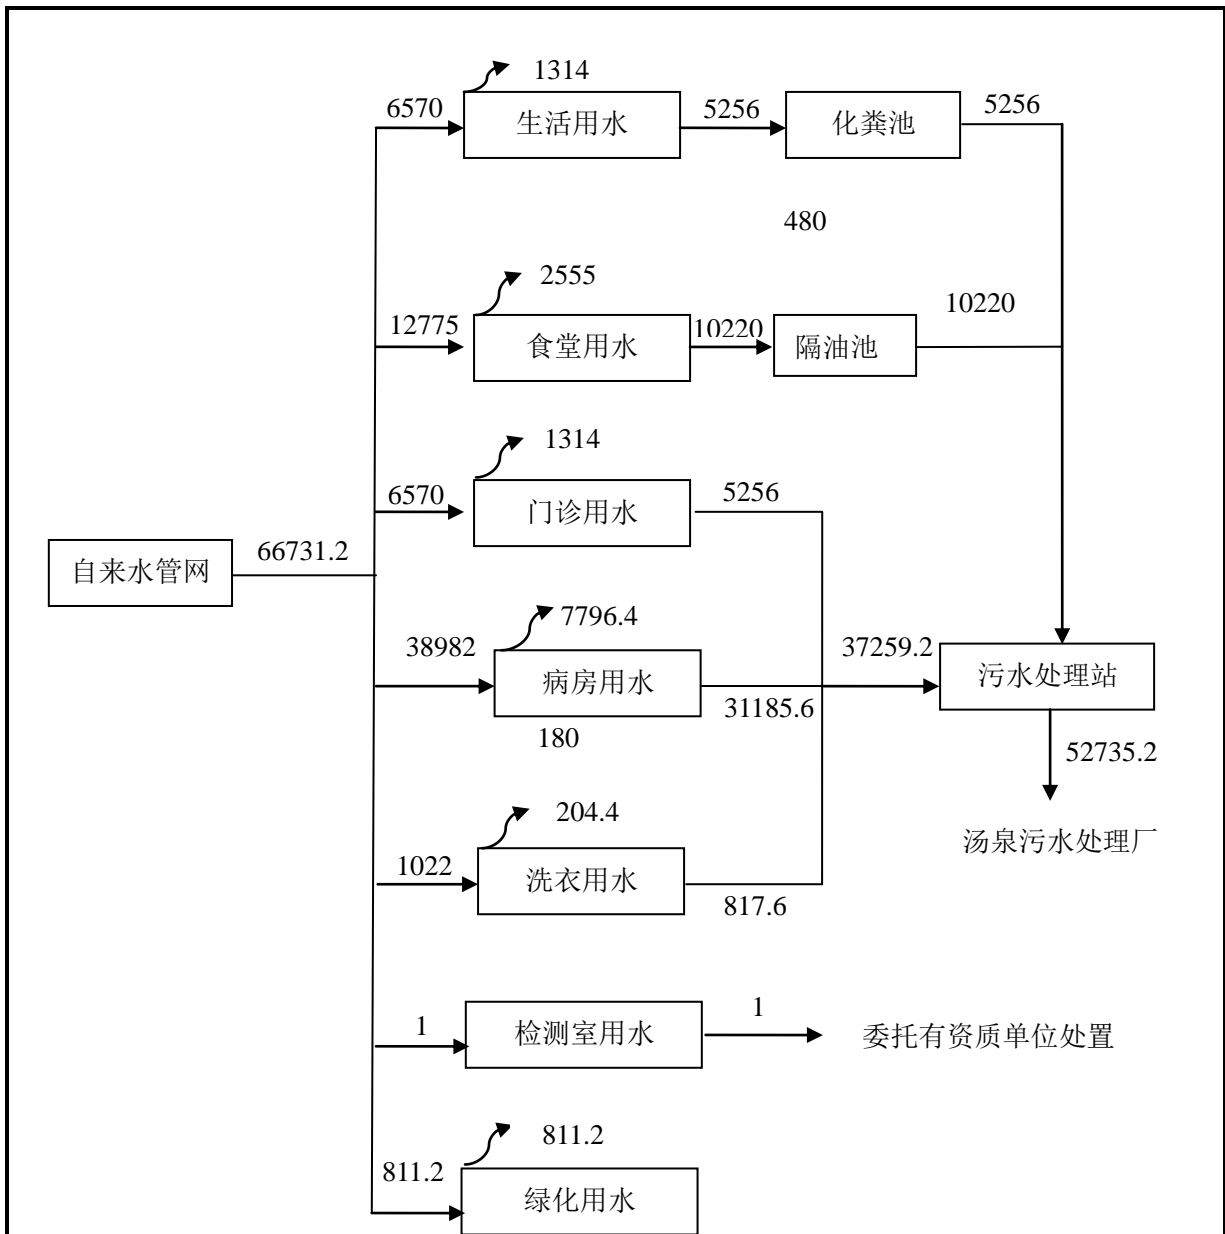 1314
6570
生活用水
5256
化粪池
5256
480
2555
12775
食堂用水
10220
隔油池
10220
1314
6570
门诊用水
5256
自来水管网
66731.2
7796.4
38982
病房用水
31185.6
37259.2
污水处理站
180
52735.2
汤泉污水处理厂
204.4
1022
洗衣用水
817.6
1
检测室用水
1
委托有资质单位处置
811.2
811.2
绿化用水